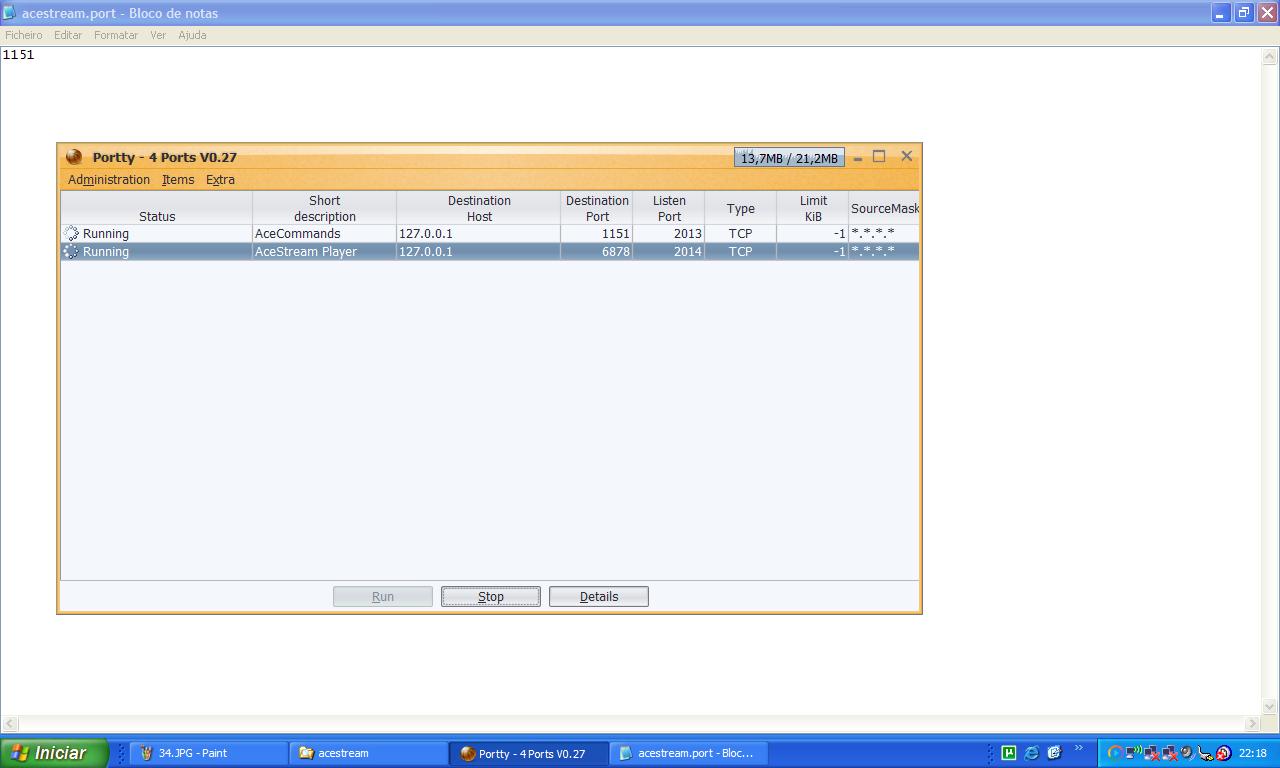 acestream.port - Bloco de notas
Ficheiro Editar Formatar Ver Ajuda
1151
Portty - 4 Ports V0.27
13,7MB / 21,2MB
Administration Items Extra
Status Short description Destination Host Destination Port Listen Port Type Limit KiB SourceMask
Running AceCommands 127.0.0.1 1151 2013 TCP -1 *.*.*.*
Running AceStream Player 127.0.0.1 6878 2014 TCP -1 *.*.*.*
Run Stop Details
Iniciar 34.JPG - Paint acestream Portty - 4 Ports V0.27 acestream.port - Bloc... 22:18